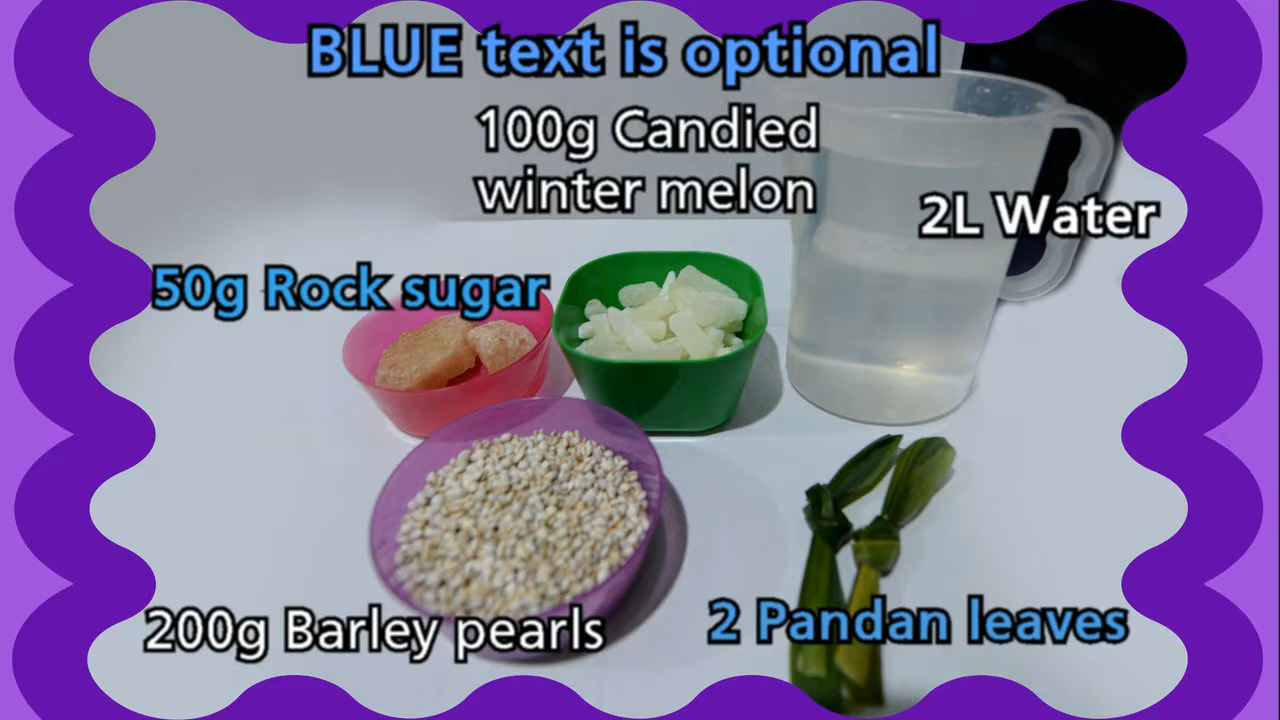 BLUE text is optional
100g Candied
winter melon
2L Water
50g Rock sugar
200g Barley pearls
2 Pandan leaves